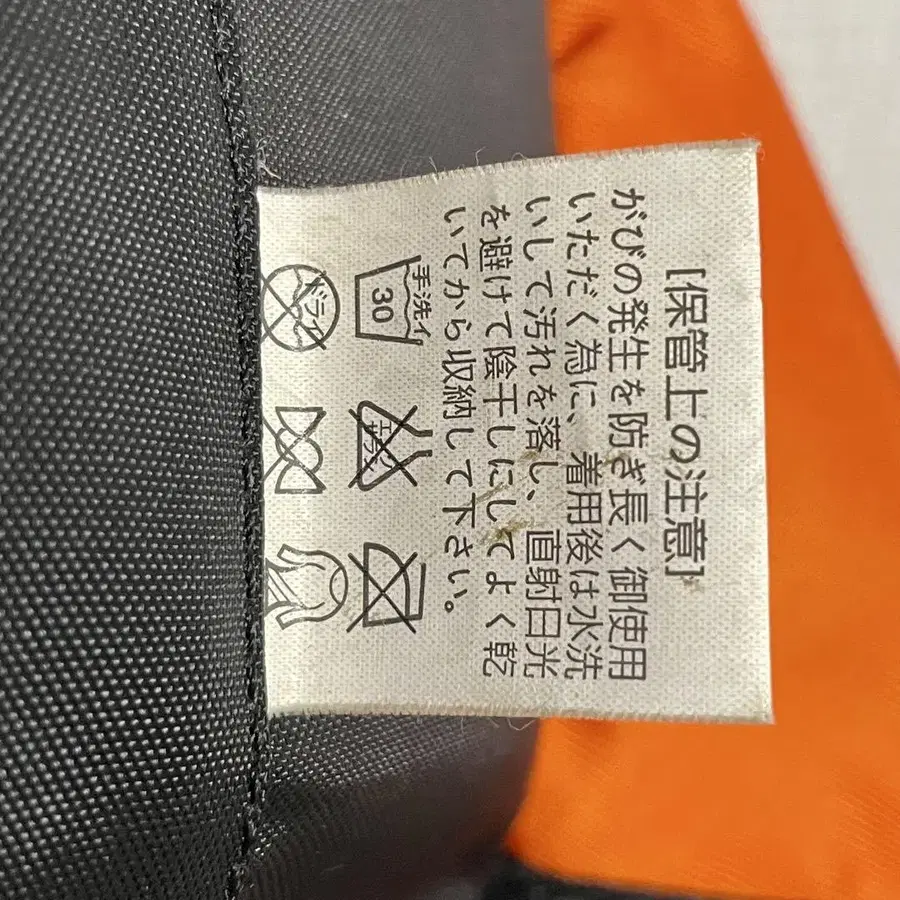 [保管上の注意]
がびの発生を防ぎ長く御使用
いただく為に、着用後は水洗
いして汚れを落し、直射日光
を避けて陰干しにしてよく乾
いてから収納して下さい。
手洗イ
30
ドライ